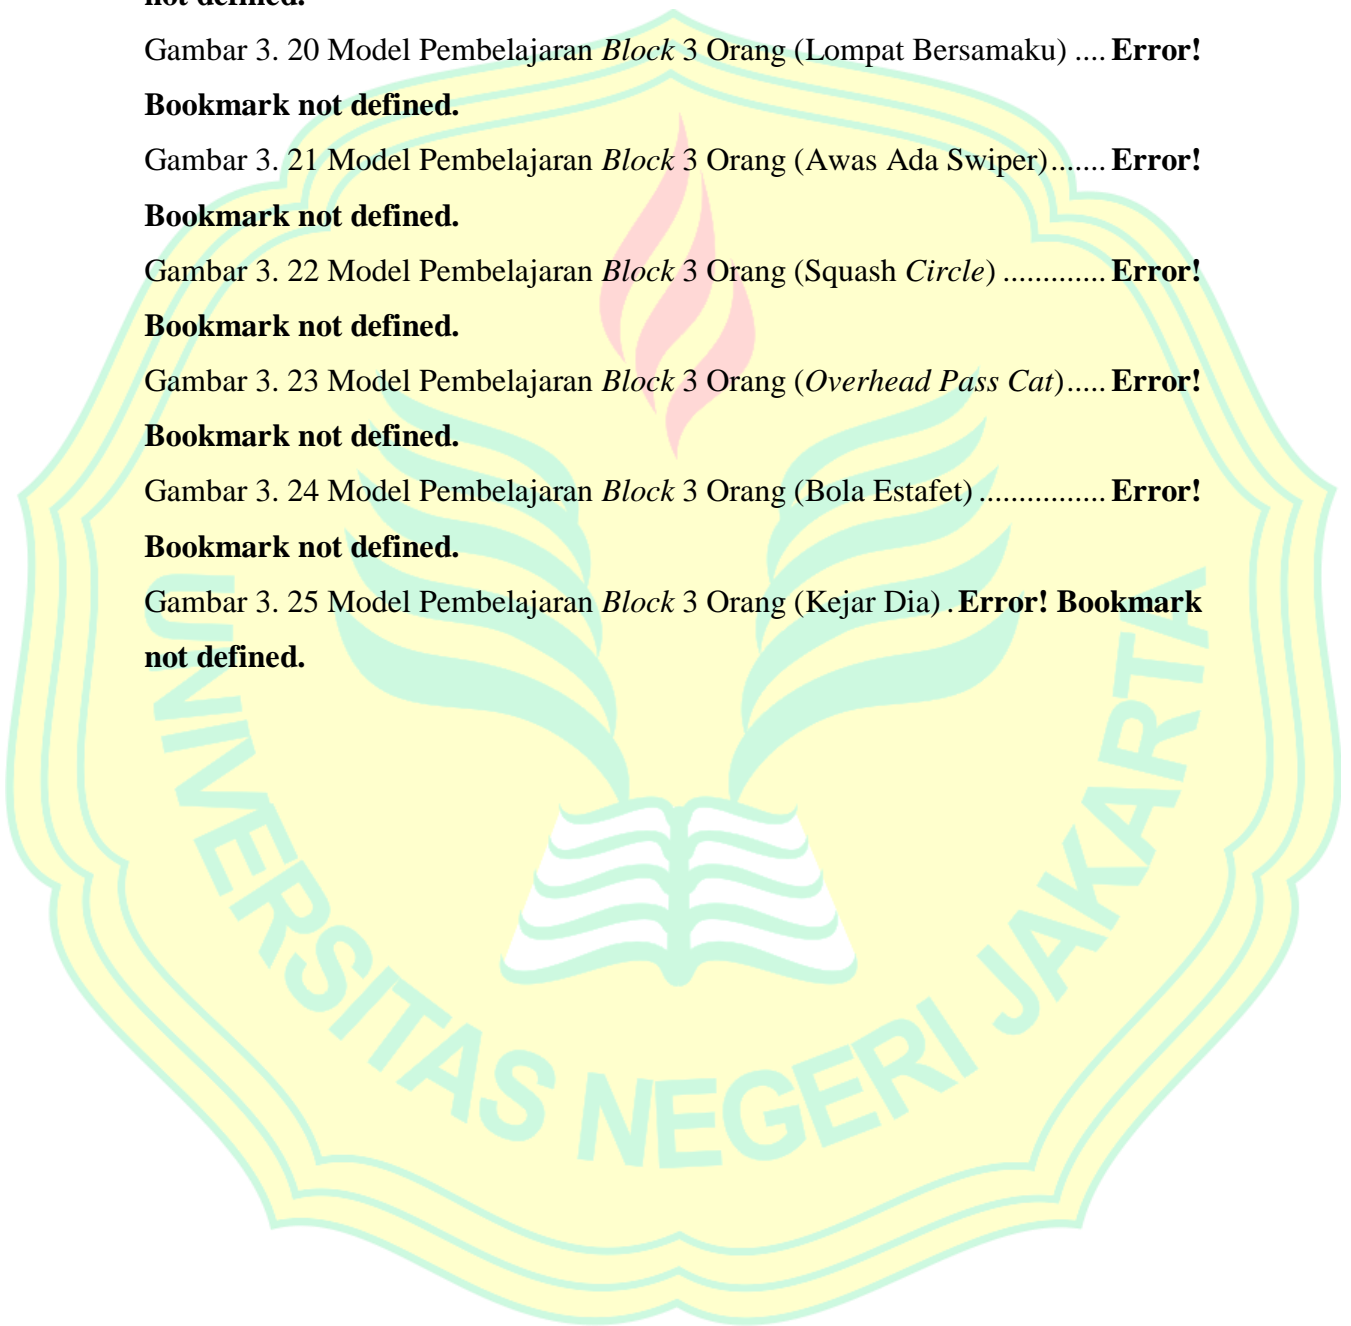 not defined.
Gambar 3. 20 Model Pembelajaran Block 3 Orang (Lompat Bersamaku) .... Error!
Bookmark not defined.
Gambar 3. 21 Model Pembelajaran Block 3 Orang (Awas Ada Swiper)....... Error!
Bookmark not defined.
Gambar 3. 22 Model Pembelajaran Block 3 Orang (Squash Circle) ............. Error!
Bookmark not defined.
Gambar 3. 23 Model Pembelajaran Block 3 Orang (Overhead Pass Cat)..... Error!
Bookmark not defined.
Gambar 3. 24 Model Pembelajaran Block 3 Orang (Bola Estafet) ................ Error!
Bookmark not defined.
Gambar 3. 25 Model Pembelajaran Block 3 Orang (Kejar Dia) .Error! Bookmark
not defined.
UNIVERSITAS NEGERI JAKARTA